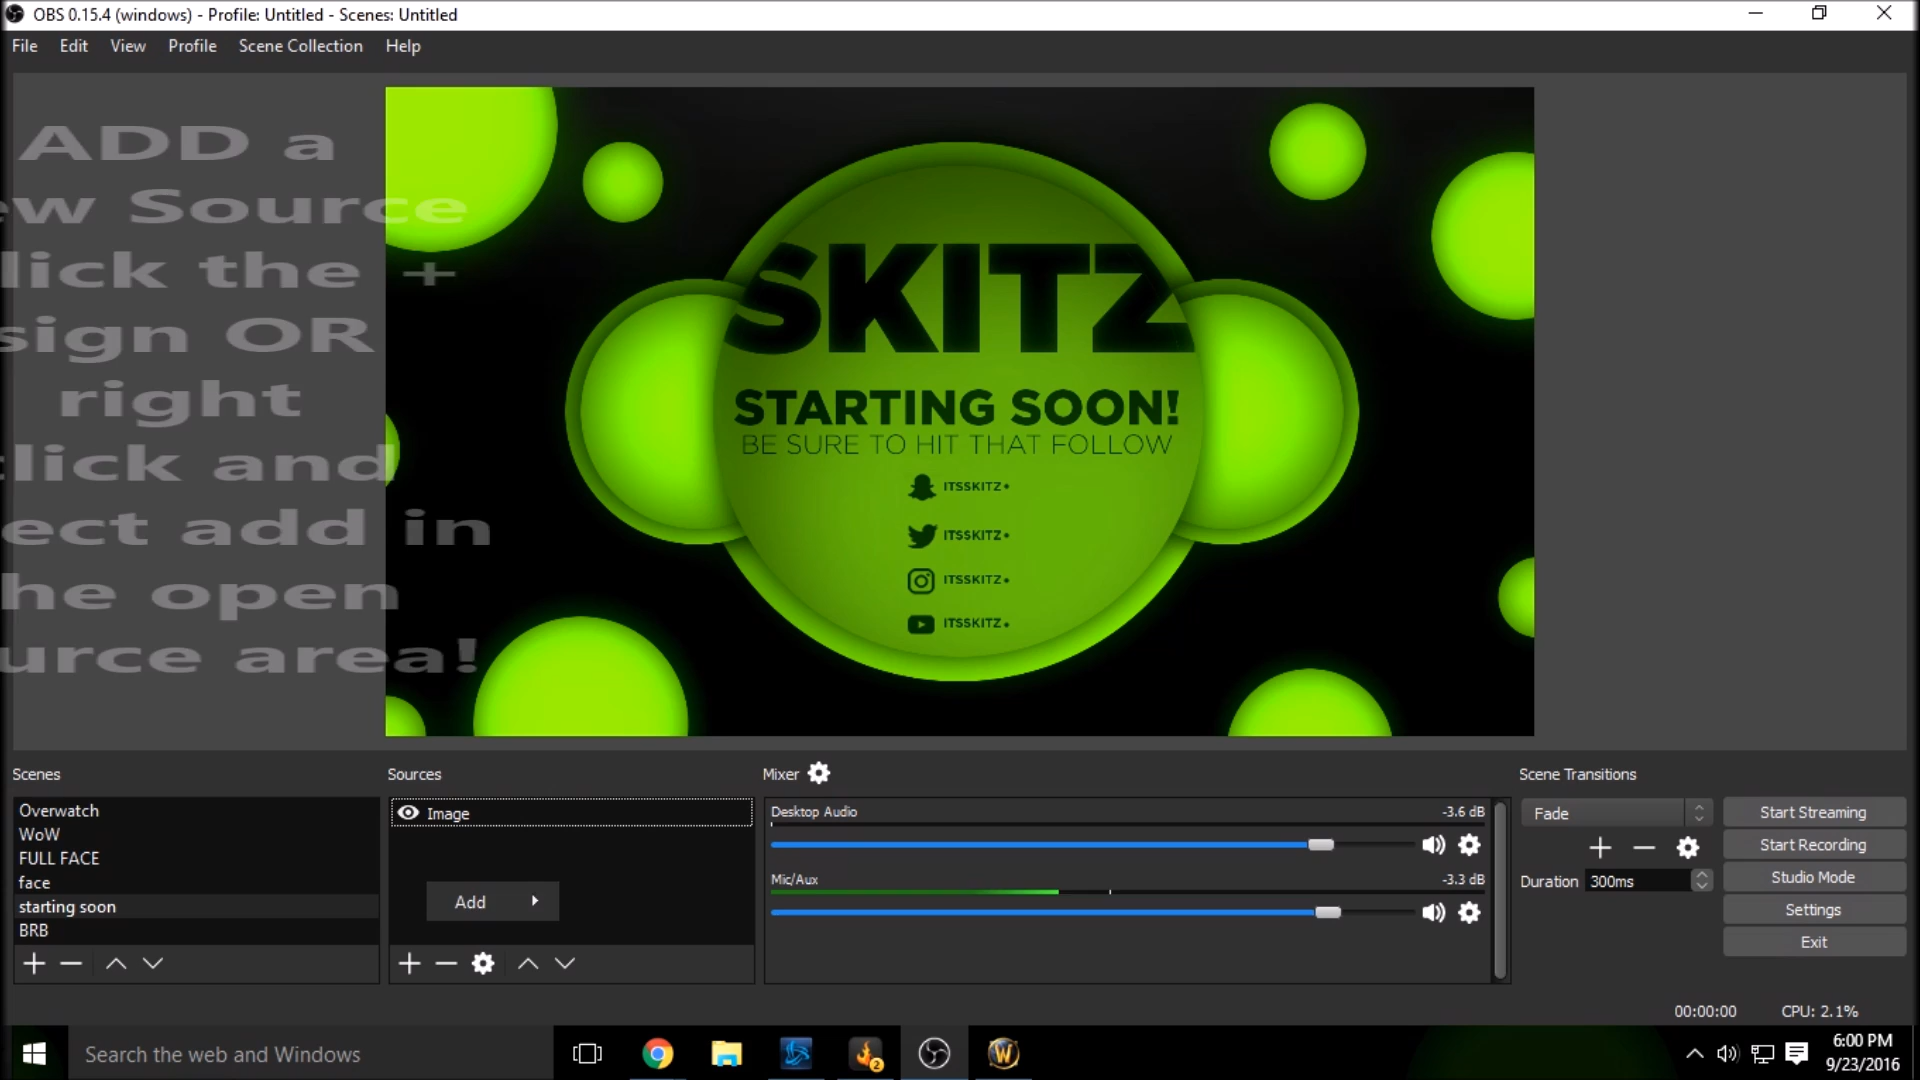 OBS 0.15.4 (windows) - Profile: Untitled - Scenes: Untitled
File Edit View Profile Scene Collection Help
ADD a
ew Source
lick the +
sign OR
right
click and
ect add in
he open
urce area!
SKITZ
STARTING SOON!
BE SURE TO HIT THAT FOLLOW
ITSSKITZ+
ITSSKITZ+
ITSSKITZ+
ITSSKITZ+
Scenes
Overwatch
WoW
FULL FACE
face
starting soon
BRB
Sources
Image
Add
Mixer
Desktop Audio -3.6 dB
Mic/Aux -3.3 dB
Scene Transitions
Fade
Duration 300ms
Start Streaming
Start Recording
Studio Mode
Settings
Exit
00:00:00 CPU: 2.1%
Search the web and Windows
2
W
6:00 PM
9/23/2016